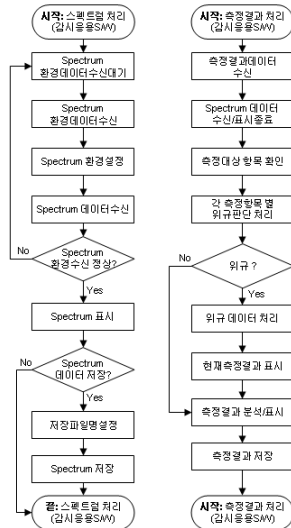 시작: 스펙트럼 처리
(감시응용S/W)
Spectrum
환경데이터수신대기
Spectrum
환경데이터수신
Spectrum 환경설정
Spectrum 데이터수신
No
Spectrum
환경수신 정상?
Yes
Spectrum 표시
No
Spectrum
데이터 저장?
Yes
저장파일명설정
Spectrum 저장
끝: 스펙트럼 처리
(감시응용S/W)
시작: 측정결과 처리
(감시응용S/W)
측정결과데이터
수신
Spectrum 데이터
수신/표시종료
측정대상 항목 확인
각 측정항목 별
위규판단 처리
No
위규 ?
Yes
위규 데이터 처리
현재측정결과 표시
측정결과 분석/표시
측정결과 저장
시작: 측정결과 처리
(감시응용S/W)